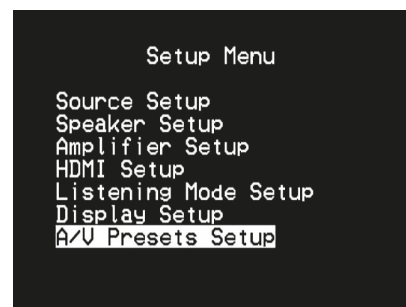 Setup Menu
Source Setup
Speaker Setup
Amplifier Setup
HDMI Setup
Listening Mode Setup
Display Setup
A/V Presets Setup